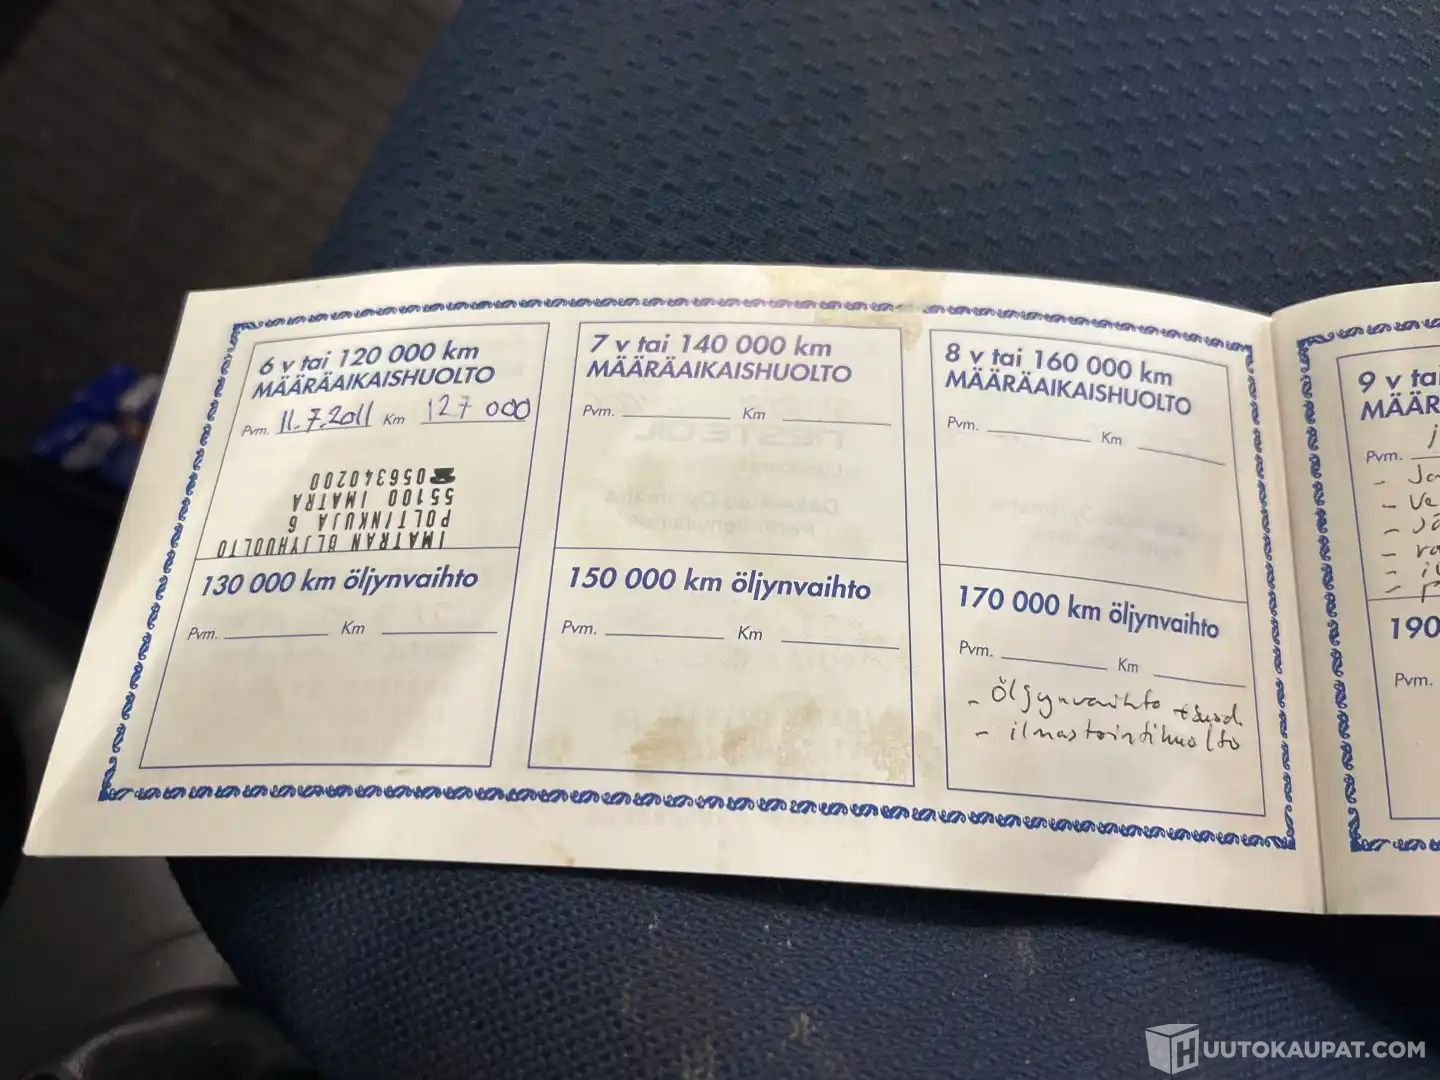 6 v tai 120 000 km
MÄÄRÄAIKAISHUOLTO
Pvm. 11.7.2011 Km 127 000
IMATRAN ÖLJYHUOLTO
POLTINKUJA 6
55100 IMATRA
☎056340200
130 000 km öljynvaihto
Pvm. Km
7 v tai 140 000 km
MÄÄRÄAIKAISHUOLTO
Pvm. Km
150 000 km öljynvaihto
Pvm. Km
8 v tai 160 000 km
MÄÄRÄAIKAISHUOLTO
Pvm. Km
170 000 km öljynvaihto
Pvm. Km
- öljynvaihto
- ilmastointihuolto
9 v tai
MÄÄR
Pvm.
190
Pvm.
HUUTOKAUPAT.COM